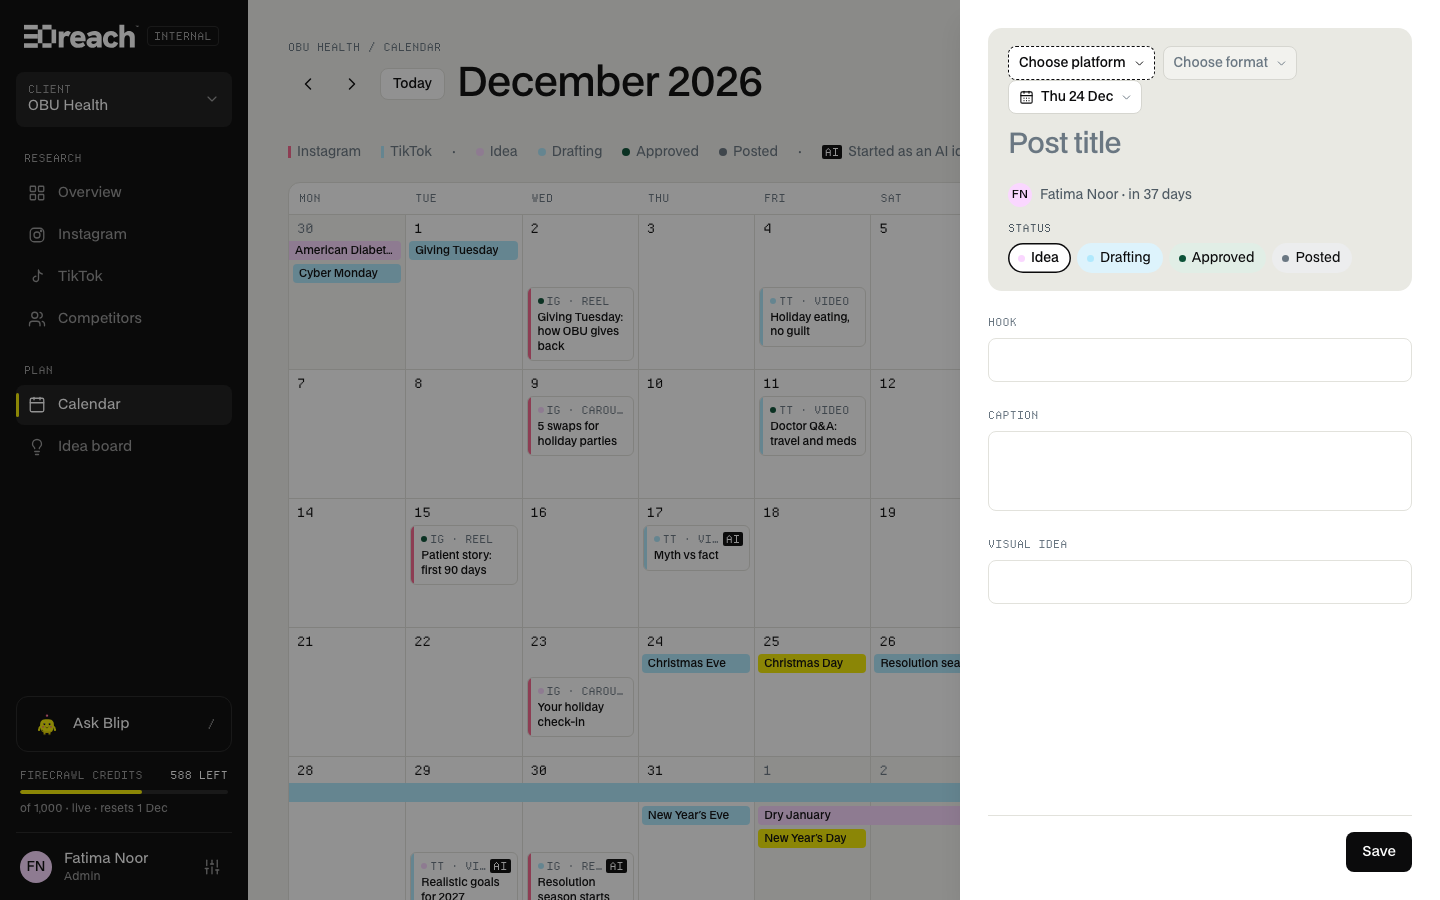 reach
INTERNAL
CLIENT
OBU Health
RESEARCH
Overview
Instagram
TikTok
Competitors
PLAN
Calendar
Idea board
Ask Blip /
FIRECRAWL CREDITS 588 LEFT
of 1,000 · live · resets 1 Dec
FN
Fatima Noor
Admin
OBU HEALTH / CALENDAR
Today
December 2026
Instagram TikTok · Idea Drafting Approved Posted · AI Started as an AI
MON TUE WED THU FRI SAT
30 1 2 3 4 5
American Diabet…
Giving Tuesday
Cyber Monday
IG · REEL
Giving Tuesday:
how OBU gives
back
TT · VIDEO
Holiday eating,
no guilt
7 8 9 10 11 12
IG · CAROU…
5 swaps for
holiday parties
TT · VIDEO
Doctor Q&A:
travel and meds
14 15 16 17 18 19
IG · REEL
Patient story:
first 90 days
TT · VI… AI
Myth vs fact
21 22 23 24 25 26
Christmas Eve
Christmas Day
Resolution sea
IG · CAROU…
Your holiday
check-in
28 29 30 31 1 2
New Year's Eve
Dry January
New Year's Day
TT · VI… AI
Realistic goals
for 2027
IG · RE… AI
Resolution
season starts
Choose platform
Choose format
Thu 24 Dec
Post title
FN Fatima Noor · in 37 days
STATUS
Idea Drafting Approved Posted
HOOK
CAPTION
VISUAL IDEA
Save